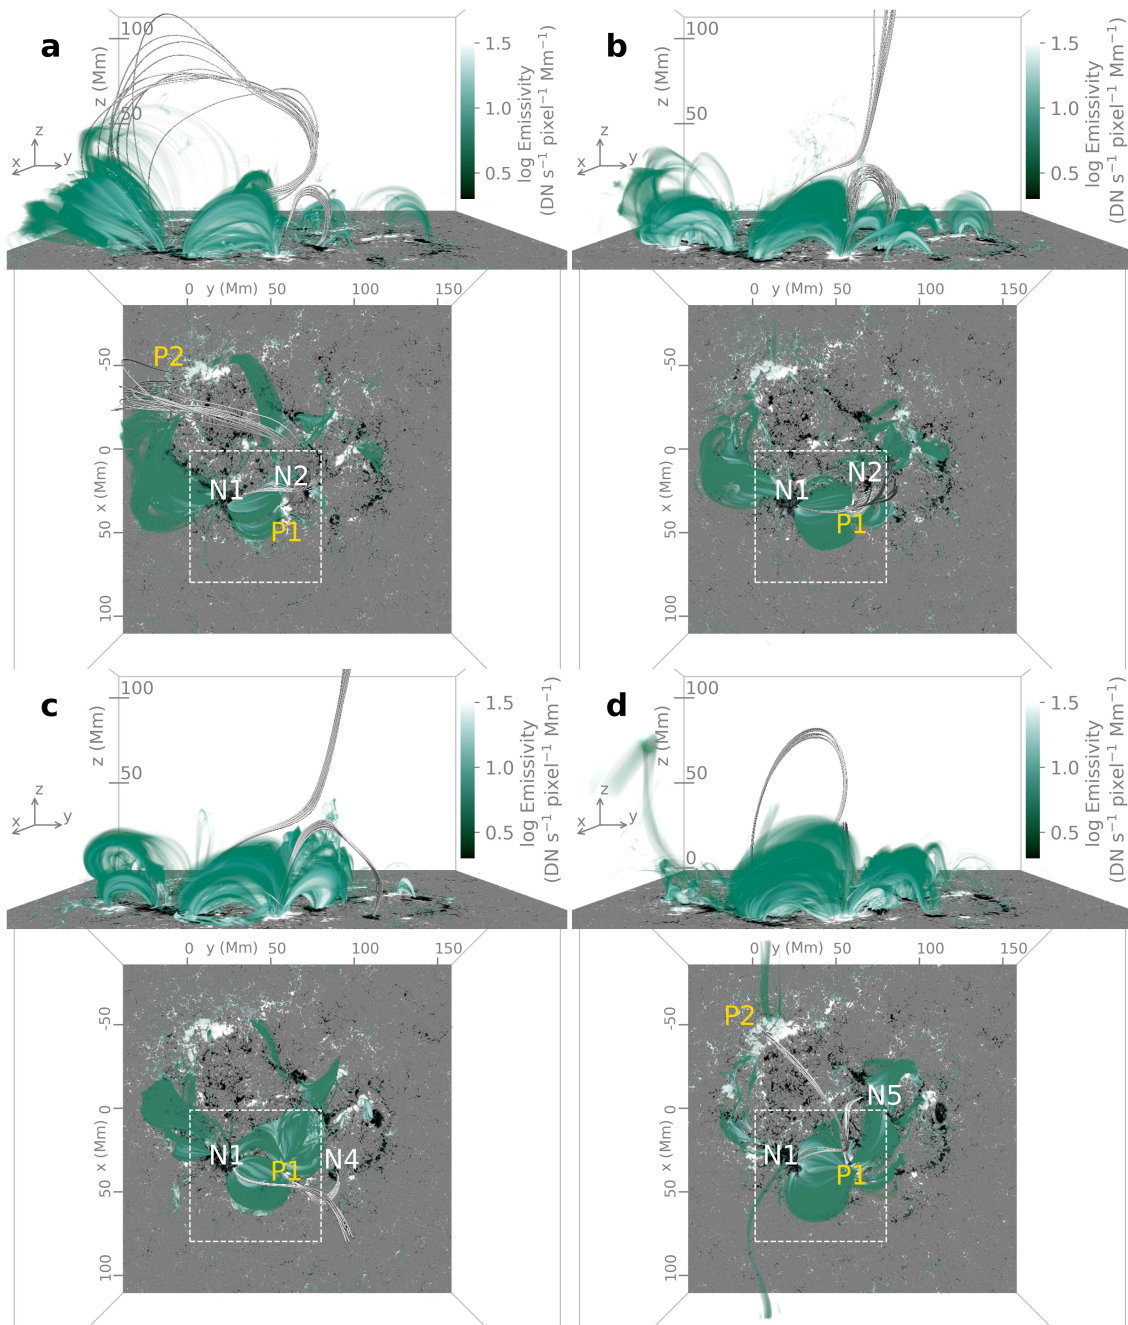 a
100
z (Mm)
50
z
x
y
1.5
1.0
0.5
log Emissivity
(DN s⁻¹ pixel⁻¹ Mm⁻¹)
0 y (Mm) 50 100 150
-50
0
x (Mm)
50
100
P2
N1
N2
P1
b
100
z (Mm)
50
z
x
y
1.5
1.0
0.5
log Emissivity
(DN s⁻¹ pixel⁻¹ Mm⁻¹)
0 y (Mm) 50 100 150
-50
0
x (Mm)
50
100
N1
N2
P1
c
100
z (Mm)
50
z
x
y
1.5
1.0
0.5
log Emissivity
(DN s⁻¹ pixel⁻¹ Mm⁻¹)
0 y (Mm) 50 100 150
-50
0
x (Mm)
50
100
N1
P1
N4
d
100
z (Mm)
50
0
z
x
y
1.5
1.0
0.5
log Emissivity
(DN s⁻¹ pixel⁻¹ Mm⁻¹)
0 y (Mm) 50 100 150
-50
0
x (Mm)
50
100
P2
N5
N1
P1